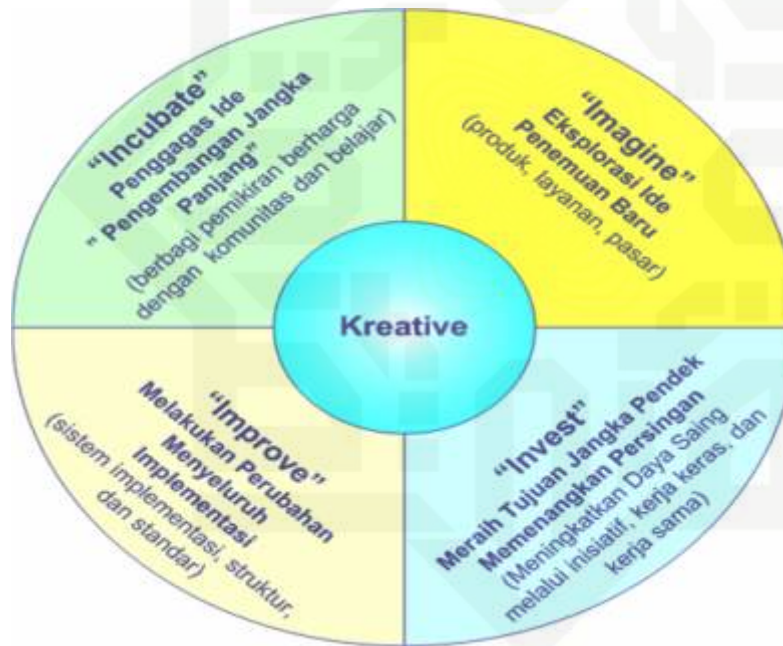 “Incubate”
Penggagas Ide
” Pengembangan Jangka
Panjang”
(berbagi pemikiran berharga
dengan komunitas dan belajar)
“Imagine”
Eksplorasi Ide
Penemuan Baru
(produk, layanan, pasar)
Kreative
“Improve”
Melakukan Perubahan
Menyeluruh
Implementasi
(sistem implementasi, struktur,
dan standar)
“Invest”
Meraih Tujuan Jangka Pendek
Memenangkan Persingan
(Meningkatkan Daya Saing
melalui inisiatif, kerja keras, dan
kerja sama)